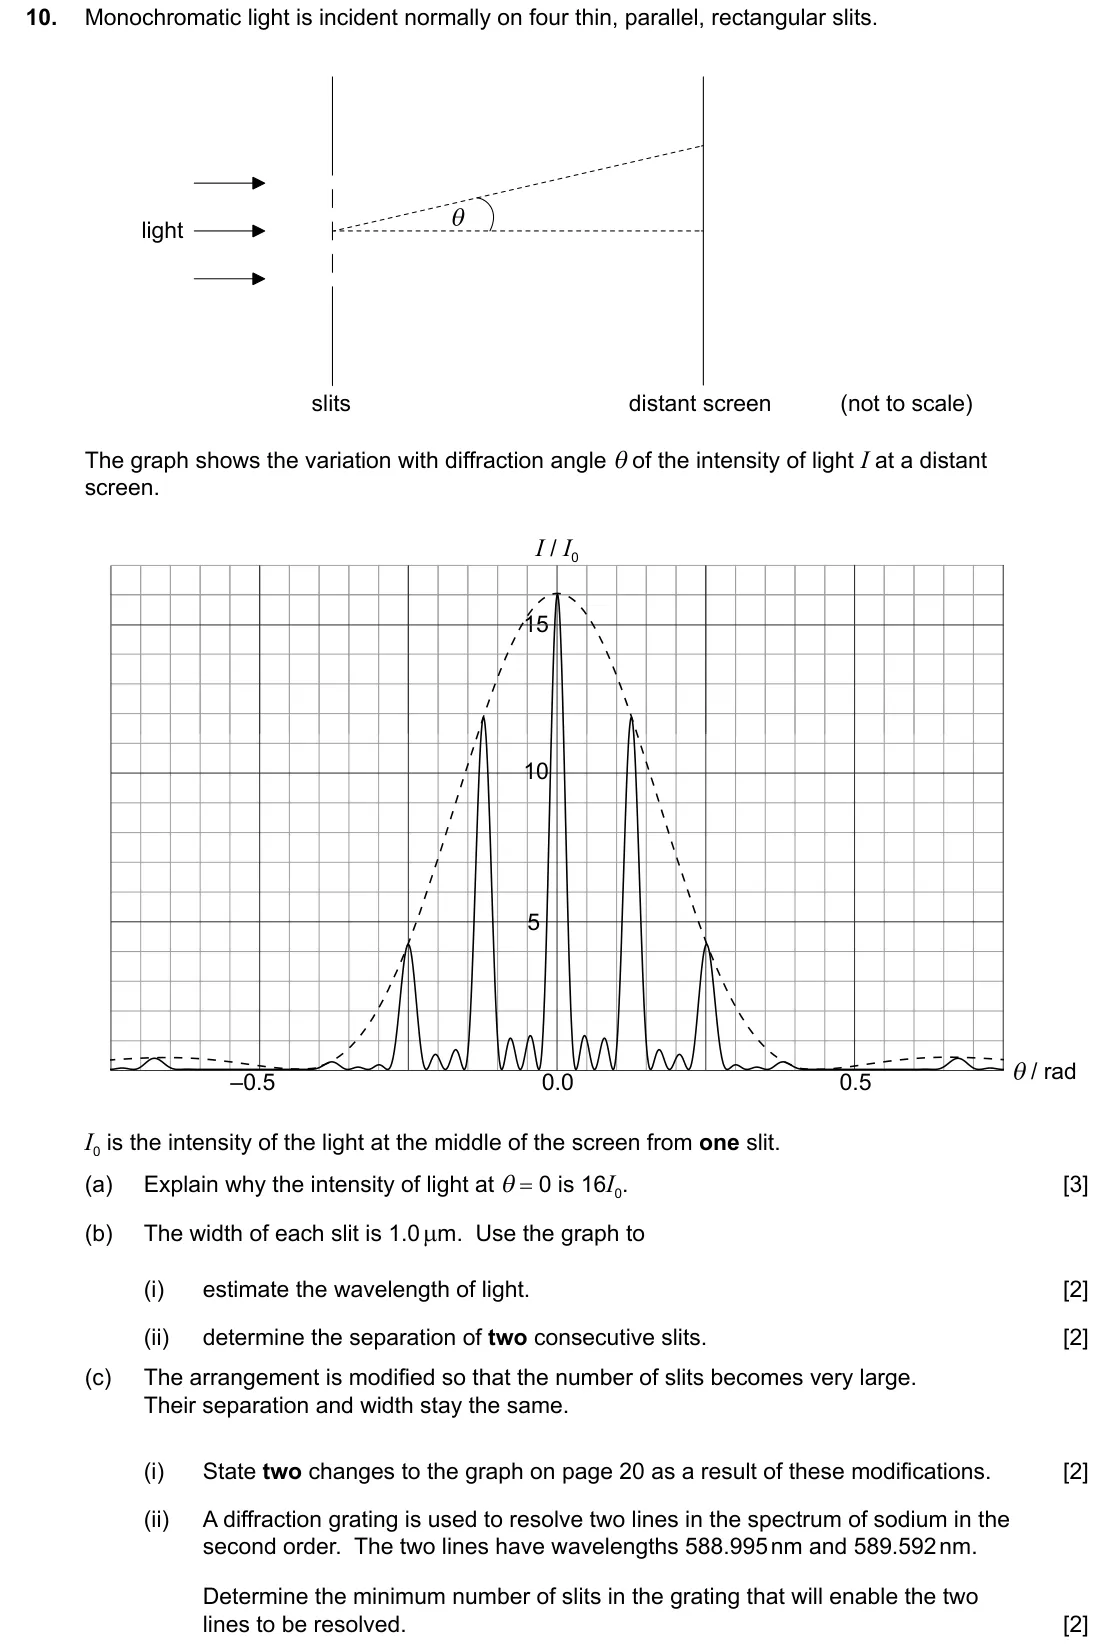 10. Monochromatic light is incident normally on four thin, parallel, rectangular slits.
light
θ
slits
distant screen
(not to scale)
The graph shows the variation with diffraction angle θ of the intensity of light I at a distant
screen.
I / I₀
15
10
5
–0.5
0.0
0.5
θ / rad
I₀ is the intensity of the light at the middle of the screen from one slit.
(a) Explain why the intensity of light at θ = 0 is 16I₀. [3]
(b) The width of each slit is 1.0 μm. Use the graph to
(i) estimate the wavelength of light. [2]
(ii) determine the separation of two consecutive slits. [2]
(c) The arrangement is modified so that the number of slits becomes very large.
Their separation and width stay the same.
(i) State two changes to the graph on page 20 as a result of these modifications. [2]
(ii) A diffraction grating is used to resolve two lines in the spectrum of sodium in the
second order. The two lines have wavelengths 588.995 nm and 589.592 nm.
Determine the minimum number of slits in the grating that will enable the two
lines to be resolved. [2]